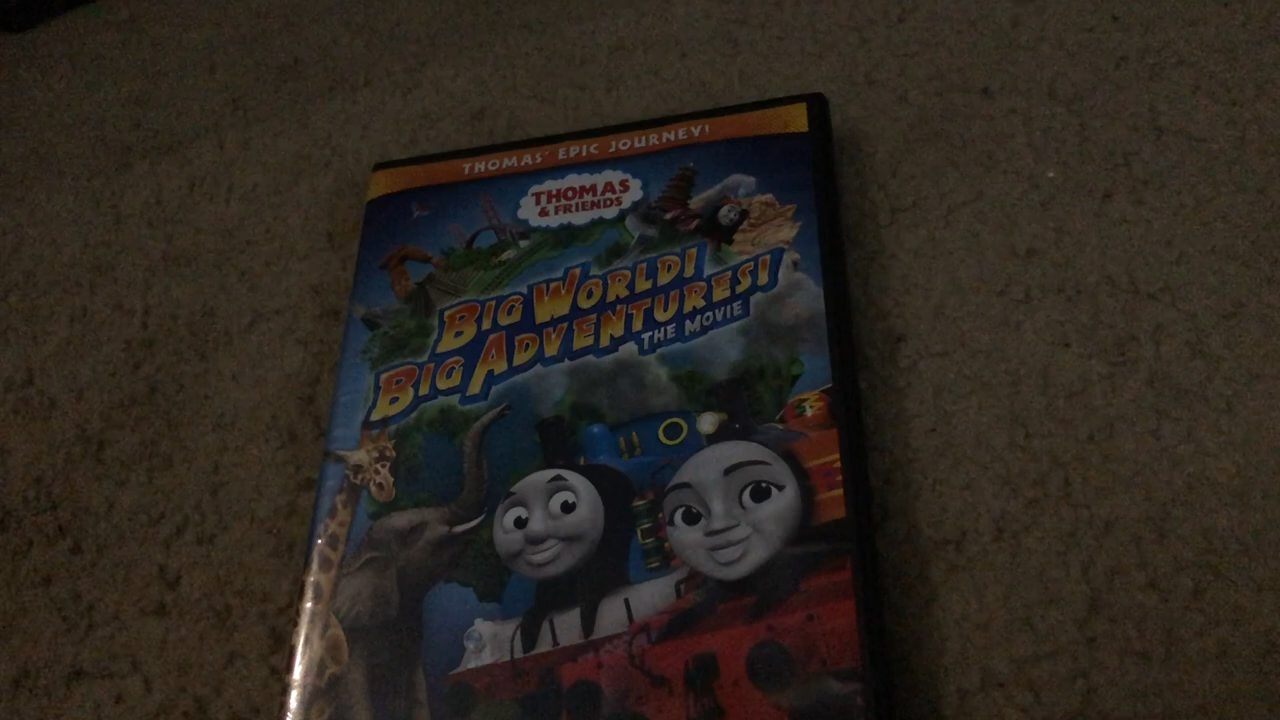 THOMAS' EPIC JOURNEY!
THOMAS
& FRIENDS
BIG WORLD!
BIG ADVENTURES!
THE MOVIE